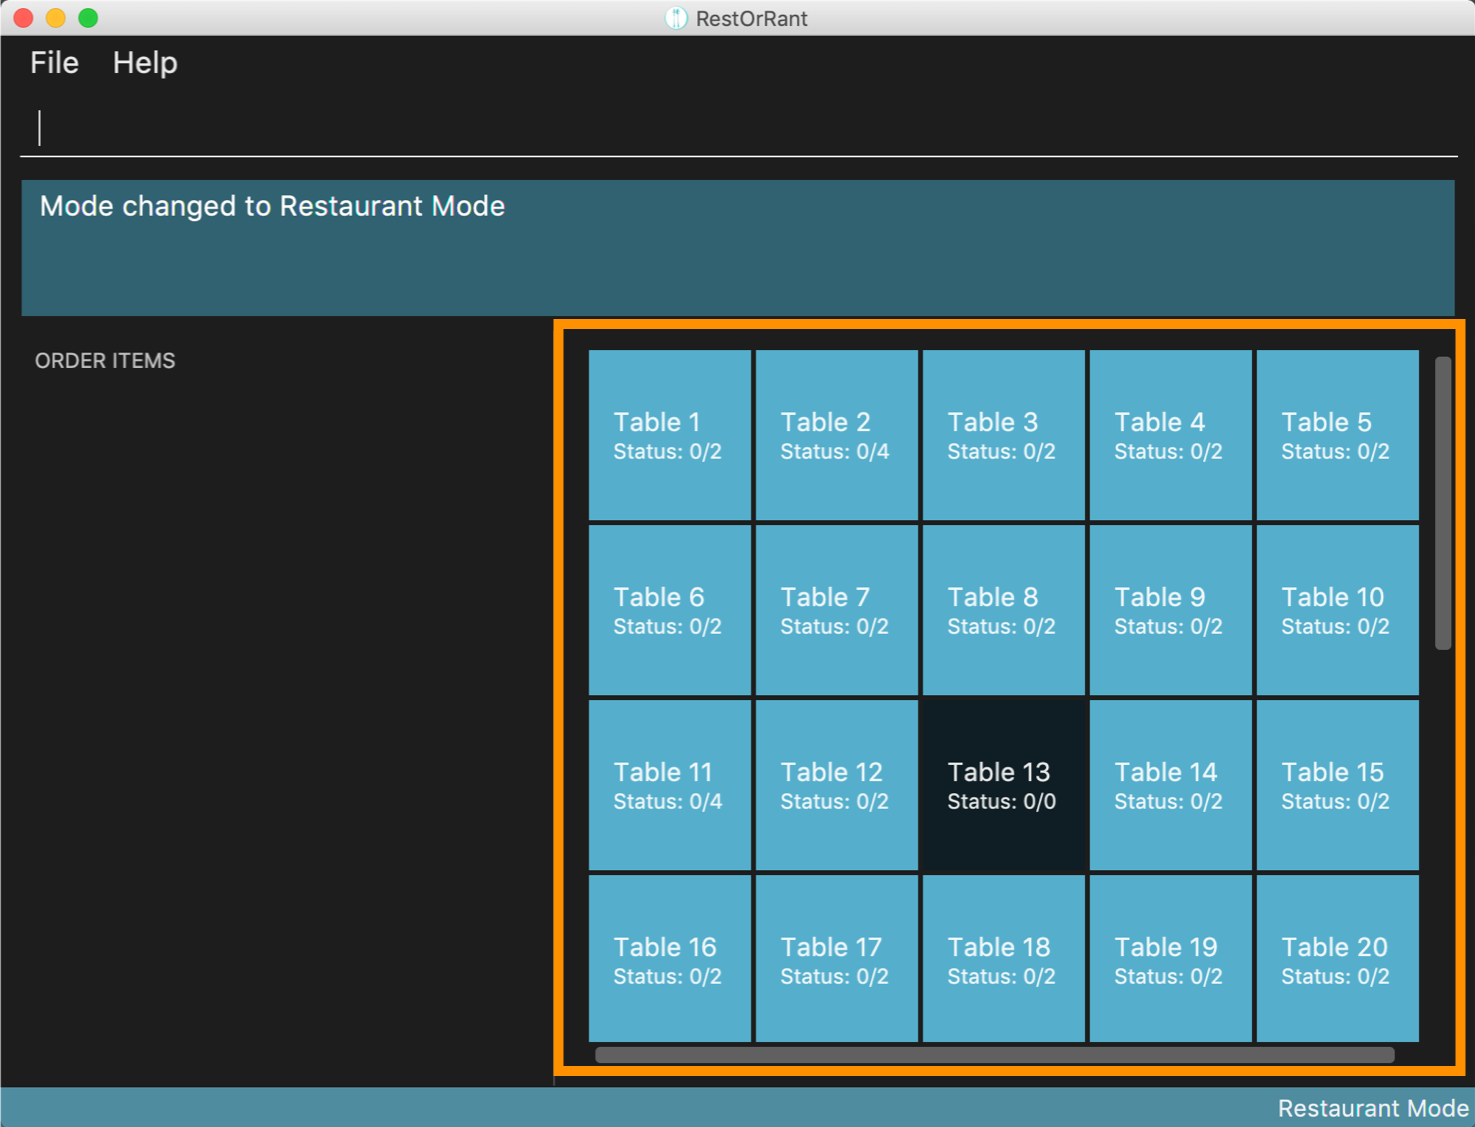 RestOrRant
File Help
Mode changed to Restaurant Mode
ORDER ITEMS
Table 1 Table 2 Table 3 Table 4 Table 5
Status: 0/2 Status: 0/4 Status: 0/2 Status: 0/2 Status: 0/2
Table 6 Table 7 Table 8 Table 9 Table 10
Status: 0/2 Status: 0/2 Status: 0/2 Status: 0/2 Status: 0/2
Table 11 Table 12 Table 13 Table 14 Table 15
Status: 0/4 Status: 0/2 Status: 0/0 Status: 0/2 Status: 0/2
Table 16 Table 17 Table 18 Table 19 Table 20
Status: 0/2 Status: 0/2 Status: 0/2 Status: 0/2 Status: 0/2
Restaurant Mode